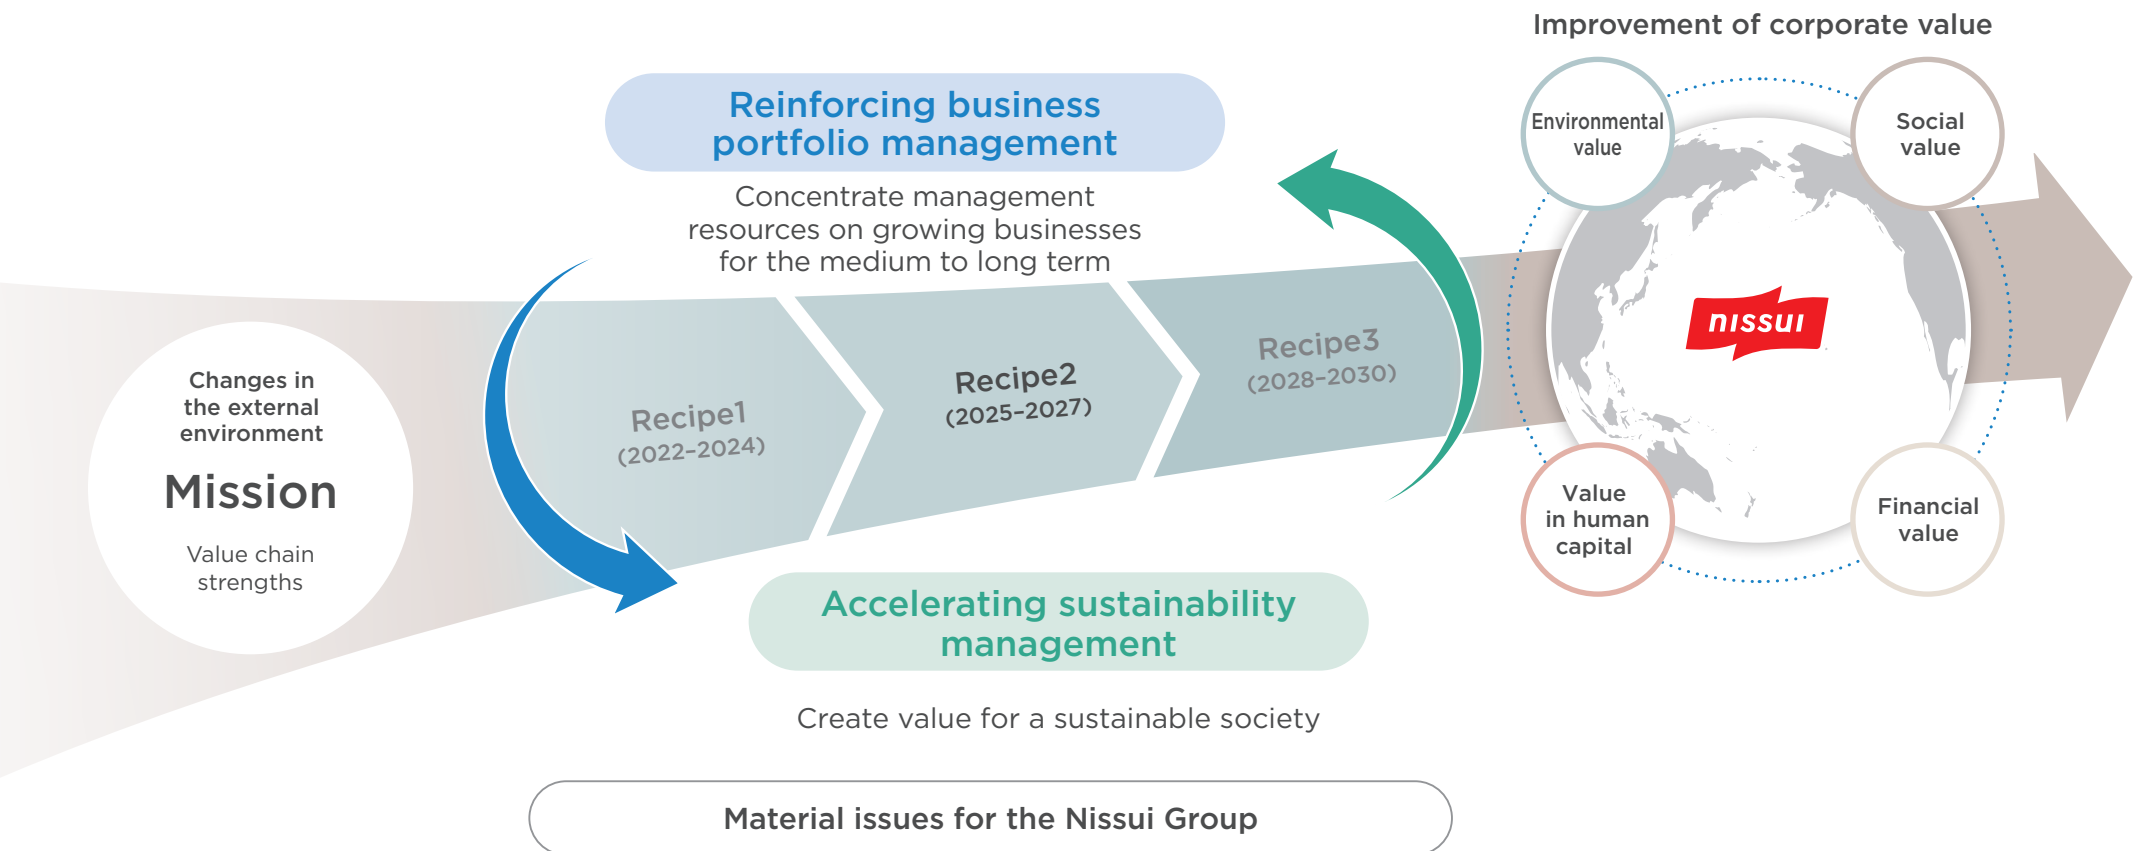 Improvement of corporate value
Reinforcing business
portfolio management
Concentrate management
resources on growing businesses
for the medium to long term
Changes in
the external
environment
Mission
Value chain
strengths
Recipe1
(2022–2024)
Recipe2
(2025–2027)
Recipe3
(2028–2030)
Environmental
value
Social
value
nissui
Value
in human
capital
Financial
value
Accelerating sustainability
management
Create value for a sustainable society
Material issues for the Nissui Group